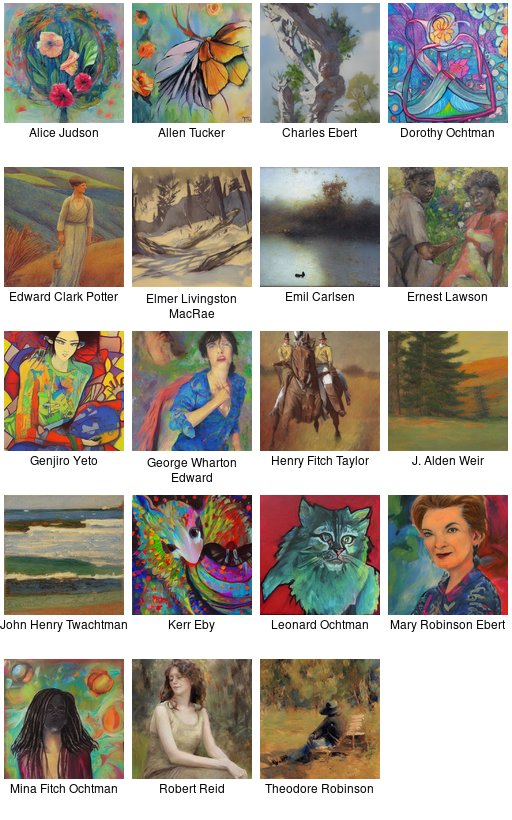 Alice Judson
Allen Tucker
Charles Ebert
Dorothy Ochtman
Edward Clark Potter
Elmer Livingston
MacRae
Emil Carlsen
Ernest Lawson
Genjiro Yeto
George Wharton
Edward
Henry Fitch Taylor
J. Alden Weir
John Henry Twachtman
Kerr Eby
Leonard Ochtman
Mary Robinson Ebert
Mina Fitch Ochtman
Robert Reid
Theodore Robinson